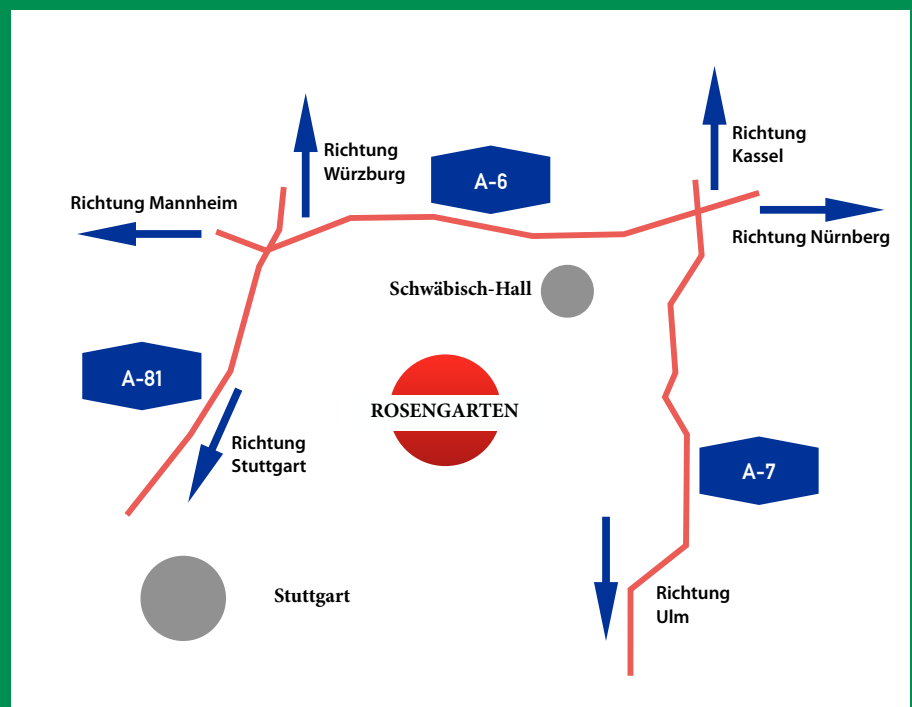 Richtung
Würzburg
A-6
Richtung
Kassel
Richtung Mannheim
Richtung Nürnberg
Schwäbisch-Hall
A-81
ROSENGARTEN
Richtung
Stuttgart
A-7
Stuttgart
Richtung
Ulm